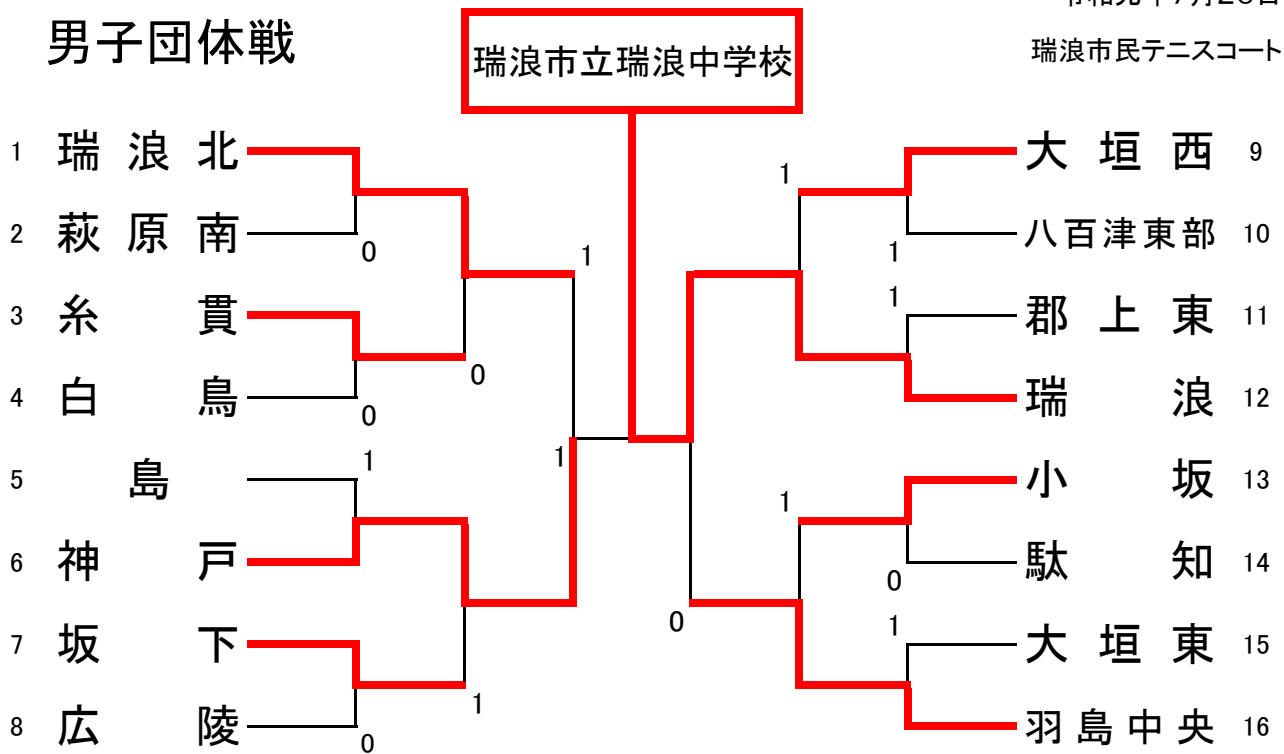 男子団体戦
瑞浪市立瑞浪中学校
瑞浪市民テニスコート
1 瑞浪北
2 萩原南
3 糸貫
4 白鳥
5 島
6 神戸
7 坂下
8 広陵
0
0
1
0
0
1
1
1
1
0
大垣西 9
八百津東部 10
郡上東 11
瑞浪 12
小坂 13
駄知 14
大垣東 15
羽島中央 16
1
1
1
1
0
1